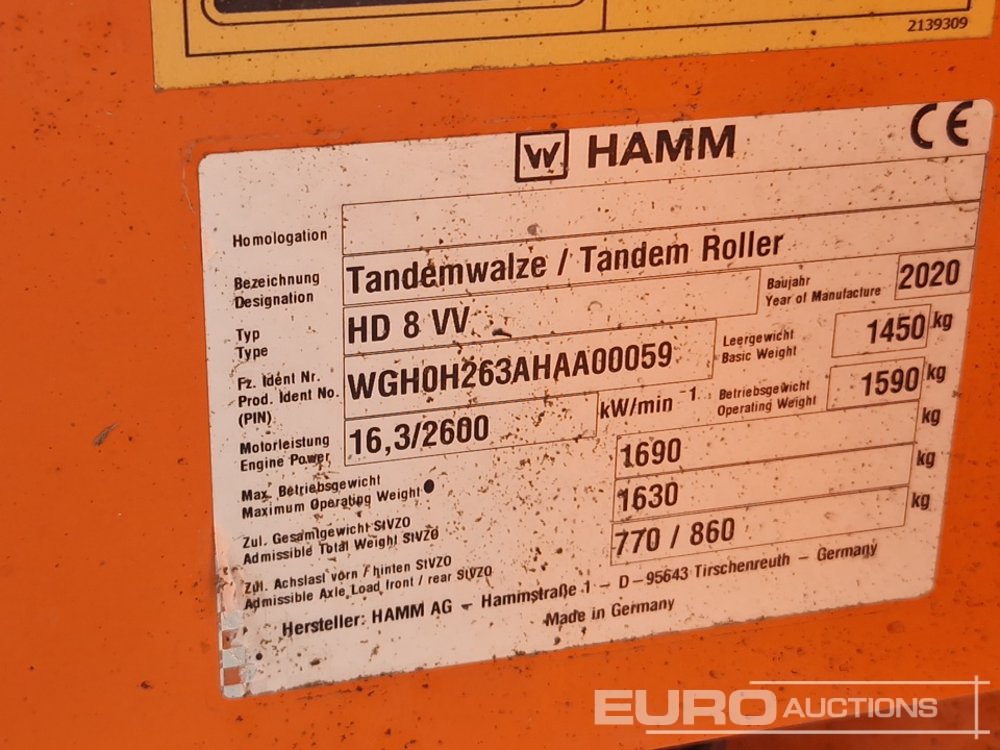 2139309
W HAMM CE
Homologation
Bezeichnung
Designation
Tandemwalze / Tandem Roller
Typ
Type
HD 8 VV
Baujahr
Year of Manufacture
2020
Fz. Ident Nr.
Prod. Ident No.
(PIN)
WGH0H263AHAA00059
Leergewicht
Basic Weight
1450 kg
Motorleistung
Engine Power
16,3/2600 kW/min -1
Betriebsgewicht
Operating Weight
1590 kg
Max. Betriebsgewicht
Maximum Operating Weight
1690 kg
Zul. Gesamtgewicht StVZO
Admissible Total Weight StVZO
1630 kg
Zul. Achslast vorn / hinten StVZO
Admissible Axle Load front / rear StVZO
770 / 860 kg
Hersteller: HAMM AG – Hammstraße 1 – D–95643 Tirschenreuth – Germany
Made in Germany
EURO AUCTIONS